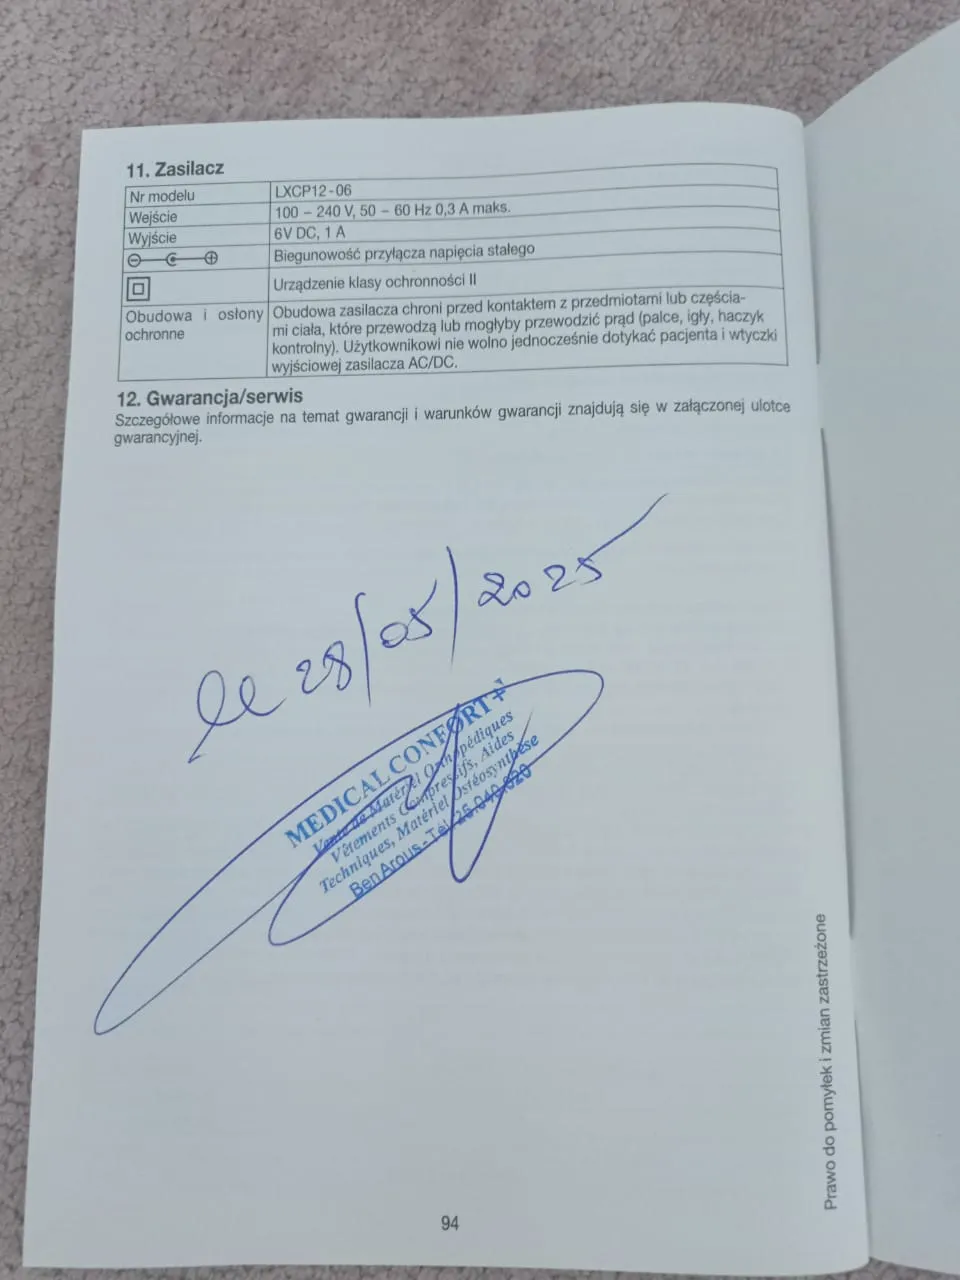 11. Zasilacz
Nr modelu LXCP12-06
Wejście 100 – 240 V, 50 – 60 Hz 0,3 A maks.
Wyjście 6V DC, 1 A
Biegunowość przyłącza napięcia stałego
Urządzenie klasy ochronności II
Obudowa i osłony ochronne Obudowa zasilacza chroni przed kontaktem z przedmiotami lub częścia-
mi ciała, które przewodzą lub mogłyby przewodzić prąd (palce, igły, haczyk
kontrolny). Użytkownikowi nie wolno jednocześnie dotykać pacjenta i wtyczki
wyjściowej zasilacza AC/DC.
12. Gwarancja/serwis
Szczegółowe informacje na temat gwarancji i warunków gwarancji znajdują się w załączonej ulotce
gwarancyjnej.
le 28/05/2025
MEDICAL CONFORT+
Vente de Matériel Orthopédiques
Vêtements Compressifs, Aides
Techniques, Matériel Ostéosynthèse
Ben Arous - Tél: 25.040.820
Prawo do pomyłek i zmian zastrzeżone
94